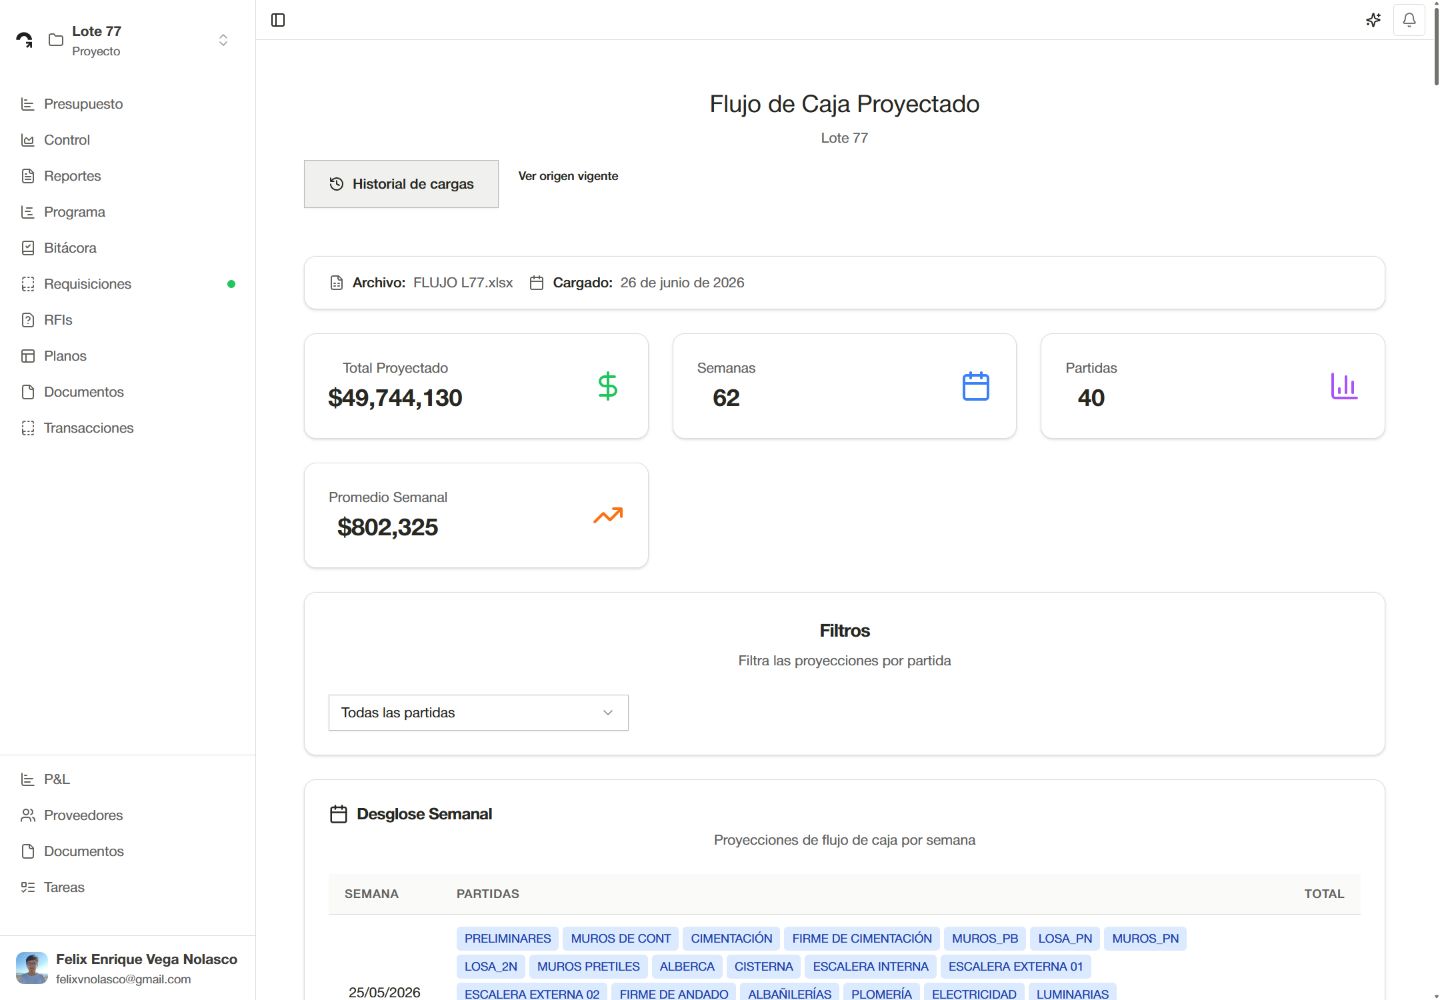 Lote 77
Proyecto
Presupuesto
Control
Reportes
Programa
Bitácora
Requisiciones
RFIs
Planos
Documentos
Transacciones
P&L
Proveedores
Documentos
Tareas
Felix Enrique Vega Nolasco
felixvnolasco@gmail.com
Flujo de Caja Proyectado
Lote 77
Historial de cargas
Ver origen vigente
Archivo: FLUJO L77.xlsx Cargado: 26 de junio de 2026
Total Proyectado
$49,744,130
Semanas
62
Partidas
40
Promedio Semanal
$802,325
Filtros
Filtra las proyecciones por partida
Todas las partidas
Desglose Semanal
Proyecciones de flujo de caja por semana
SEMANA PARTIDAS TOTAL
PRELIMINARES MUROS DE CONT CIMENTACIÓN FIRME DE CIMENTACIÓN MUROS_PB LOSA_PN MUROS_PN
LOSA_2N MUROS PRETILES ALBERCA CISTERNA ESCALERA INTERNA ESCALERA EXTERNA 01
25/05/2026 ESCALERA EXTERNA 02 FIRME DE ANDADO ALBAÑILERÍAS PLOMERÍA ELECTRICIDAD LUMINARIAS